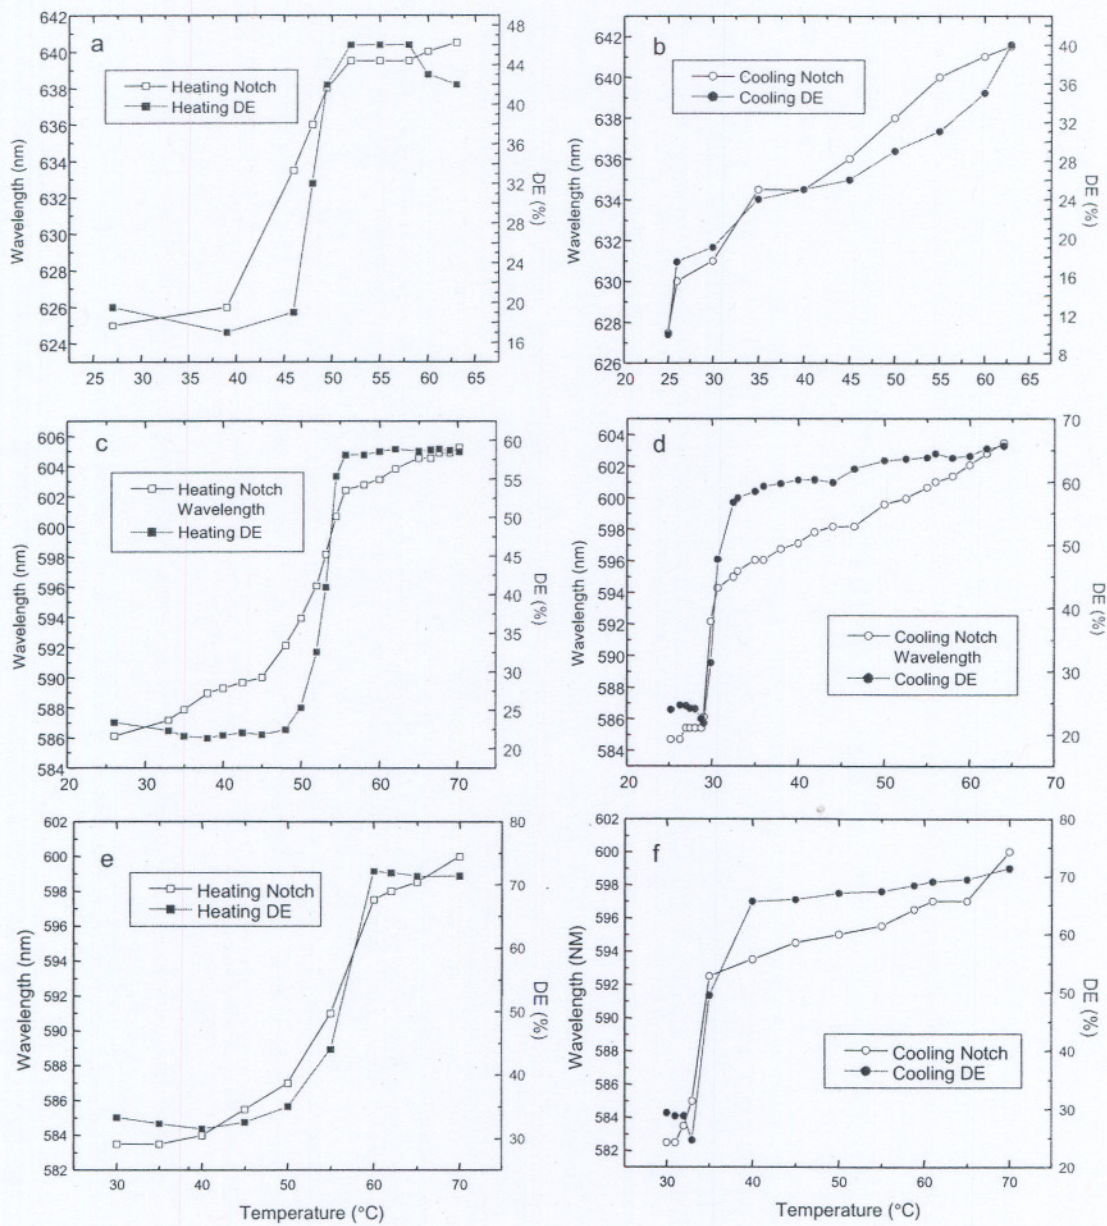 a
Heating Notch
Heating DE
Wavelength (nm)
642
640
638
636
634
632
630
628
626
624
DE (%)
48
44
40
36
32
28
24
20
16
25 30 35 40 45 50 55 60 65
b
Cooling Notch
Cooling DE
Wavelength (nm)
642
640
638
636
634
632
630
628
626
DE (%)
40
36
32
28
24
20
16
12
8
20 25 30 35 40 45 50 55 60 65
c
Heating Notch
Wavelength
Heating DE
Wavelength (nm)
606
604
602
600
598
596
594
592
590
588
586
584
DE (%)
60
55
50
45
40
35
30
25
20
20 30 40 50 60 70
d
Cooling Notch
Wavelength
Cooling DE
Wavelength (nm)
604
602
600
598
596
594
592
590
588
586
584
DE (%)
70
60
50
40
30
20
20 30 40 50 60 70
e
Heating Notch
Heating DE
Wavelength (nm)
602
600
598
596
594
592
590
588
586
584
582
DE (%)
80
70
60
50
40
30
30 40 50 60 70
Temperature (°C)
f
Cooling Notch
Cooling DE
Wavelength (NM)
600
598
596
594
592
590
588
586
584
582
DE (%)
80
70
60
50
40
30
20
30 40 50 60 70
Temperature (°C)